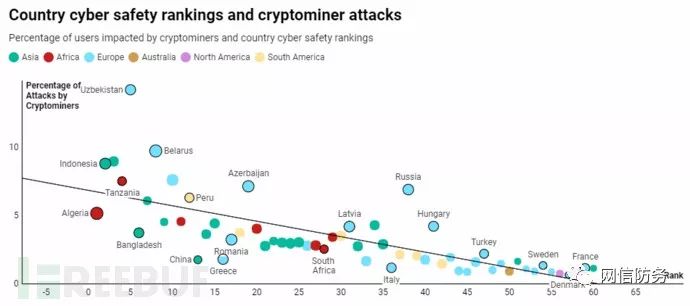 Country cyber safety rankings and cryptominer attacks
Percentage of users impacted by cryptominers and country cyber safety rankings
Asia Africa Europe Australia North America South America
Percentage of
Attacks by
Cryptominers
Uzbekistan
10
Belarus
Indonesia
Azerbaijan
Russia
Tanzania
Peru
5
Algeria
Latvia
Hungary
Bangladesh
Romania
Turkey
China
Greece
South
Africa
Italy
Sweden
France
Denmark
Rank
-5 0 5 10 15 20 25 30 35 40 45 50 55 60 65
FREEBUF
网信防务